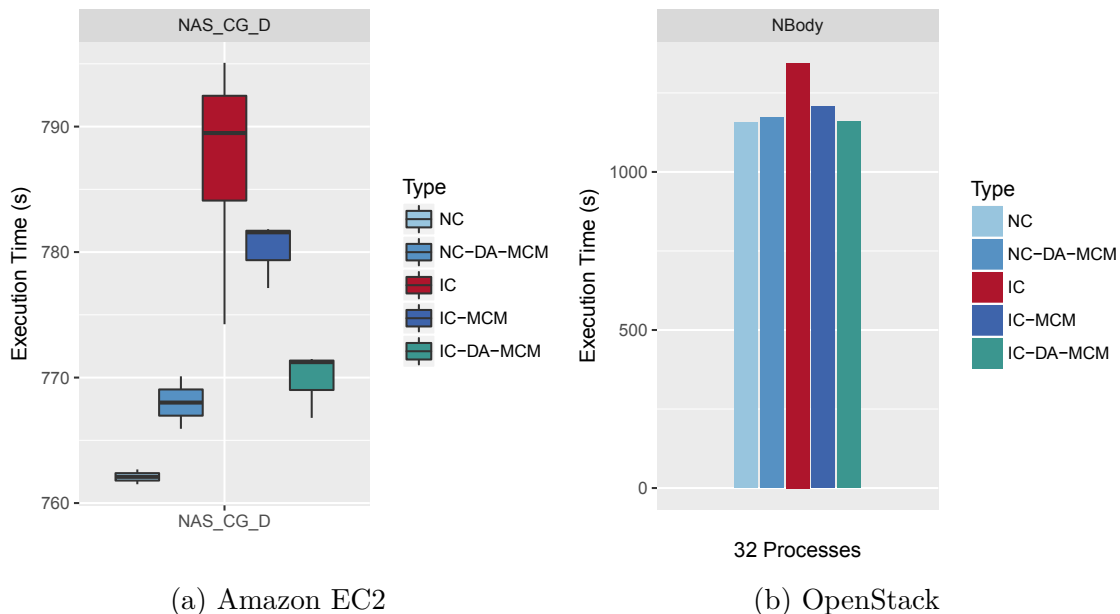 NAS_CG_D
Execution Time (s)
790
780
770
760
NAS_CG_D
Type
NC
NC-DA-MCM
IC
IC-MCM
IC-DA-MCM
(a) Amazon EC2
NBody
Execution Time (s)
1000
500
0
32 Processes
Type
NC
NC-DA-MCM
IC
IC-MCM
IC-DA-MCM
(b) OpenStack